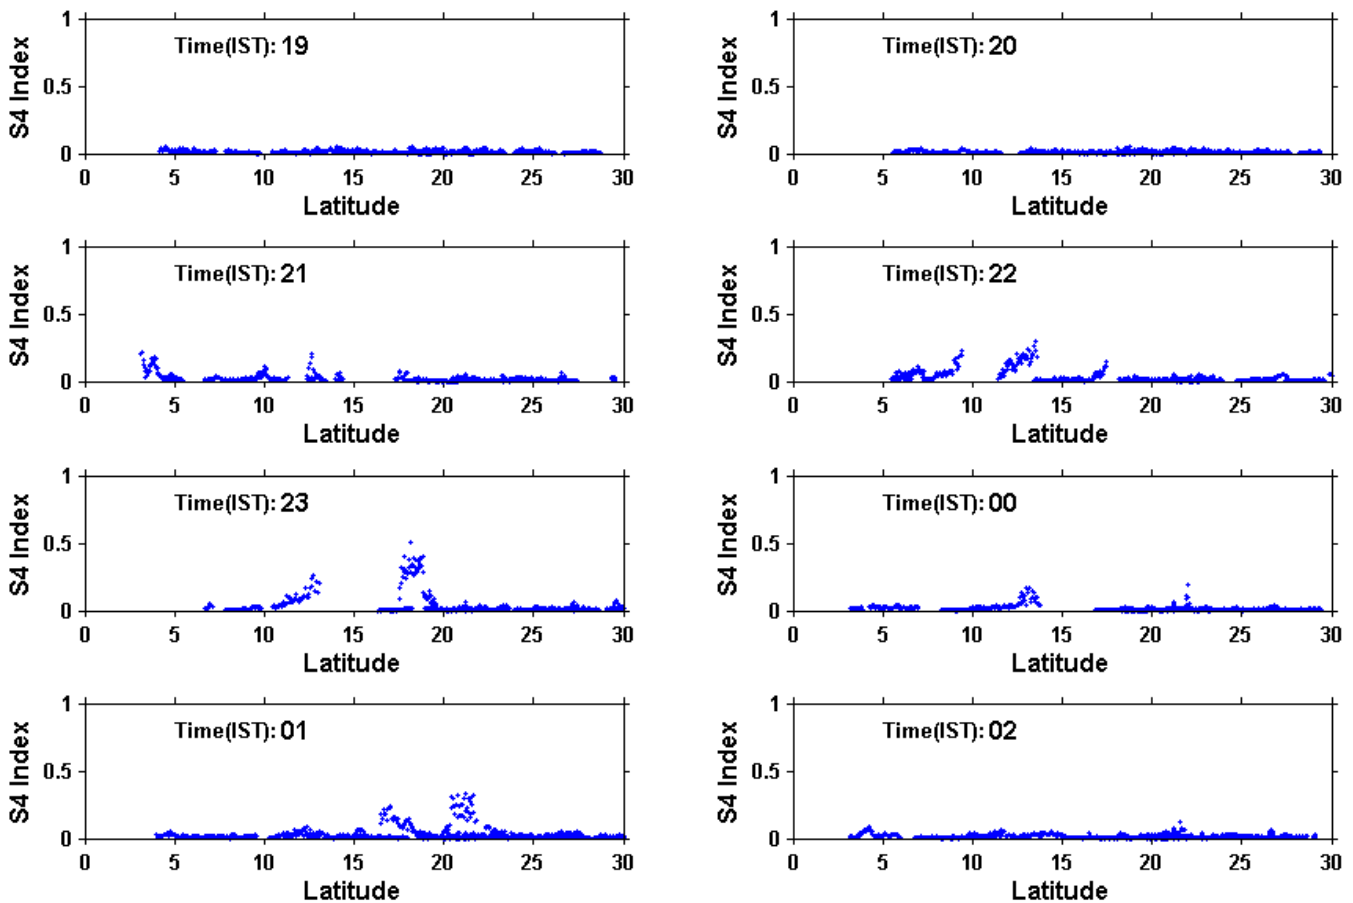 1
Time(IST): 19
S4 Index
0.5
0
0 5 10 15 20 25 30
Latitude
1
Time(IST): 20
S4 Index
0.5
0
0 5 10 15 20 25 30
Latitude
1
Time(IST): 21
S4 Index
0.5
0
0 5 10 15 20 25 30
Latitude
1
Time(IST): 22
S4 Index
0.5
0
0 5 10 15 20 25 30
Latitude
1
Time(IST): 23
S4 Index
0.5
0
0 5 10 15 20 25 30
Latitude
1
Time(IST): 00
S4 Index
0.5
0
0 5 10 15 20 25 30
Latitude
1
Time(IST): 01
S4 Index
0.5
0
0 5 10 15 20 25 30
Latitude
1
Time(IST): 02
S4 Index
0.5
0
0 5 10 15 20 25 30
Latitude